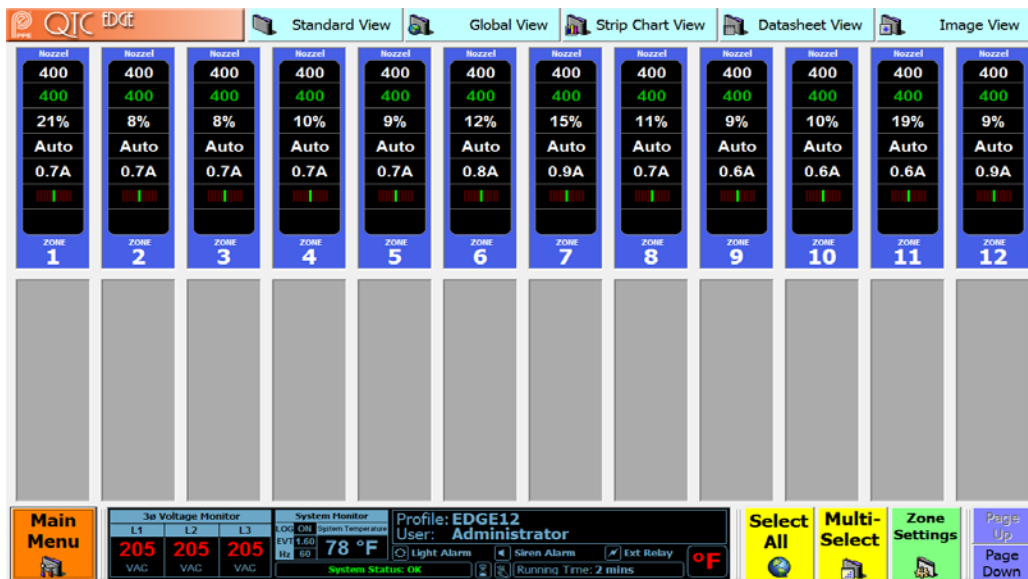 PPE QTC EDGE Standard View Global View Strip Chart View Datasheet View Image View
Nozzel Nozzel Nozzel Nozzel Nozzel Nozzel Nozzel Nozzel Nozzel Nozzel Nozzel Nozzel
400 400 400 400 400 400 400 400 400 400 400 400
400 400 400 400 400 400 400 400 400 400 400 400
21% 8% 8% 10% 9% 12% 15% 11% 9% 10% 19% 9%
Auto Auto Auto Auto Auto Auto Auto Auto Auto Auto Auto Auto
0.7A 0.7A 0.7A 0.7A 0.7A 0.8A 0.9A 0.7A 0.6A 0.6A 0.6A 0.9A
ZONE ZONE ZONE ZONE ZONE ZONE ZONE ZONE ZONE ZONE ZONE ZONE
1 2 3 4 5 6 7 8 9 10 11 12
Main
Menu
3ø Voltage Monitor
L1 L2 L3
205 205 205
VAC VAC VAC
System Monitor
LOG ON System Temperature
EVT 1.60
Hz 60
78 °F
Profile: EDGE12
User: Administrator
Light Alarm Siren Alarm Ext Relay
System Status: OK
Running Time: 2 mins
°F
Select
All
Multi-
Select
Zone
Settings
Page
Up
Page
Down